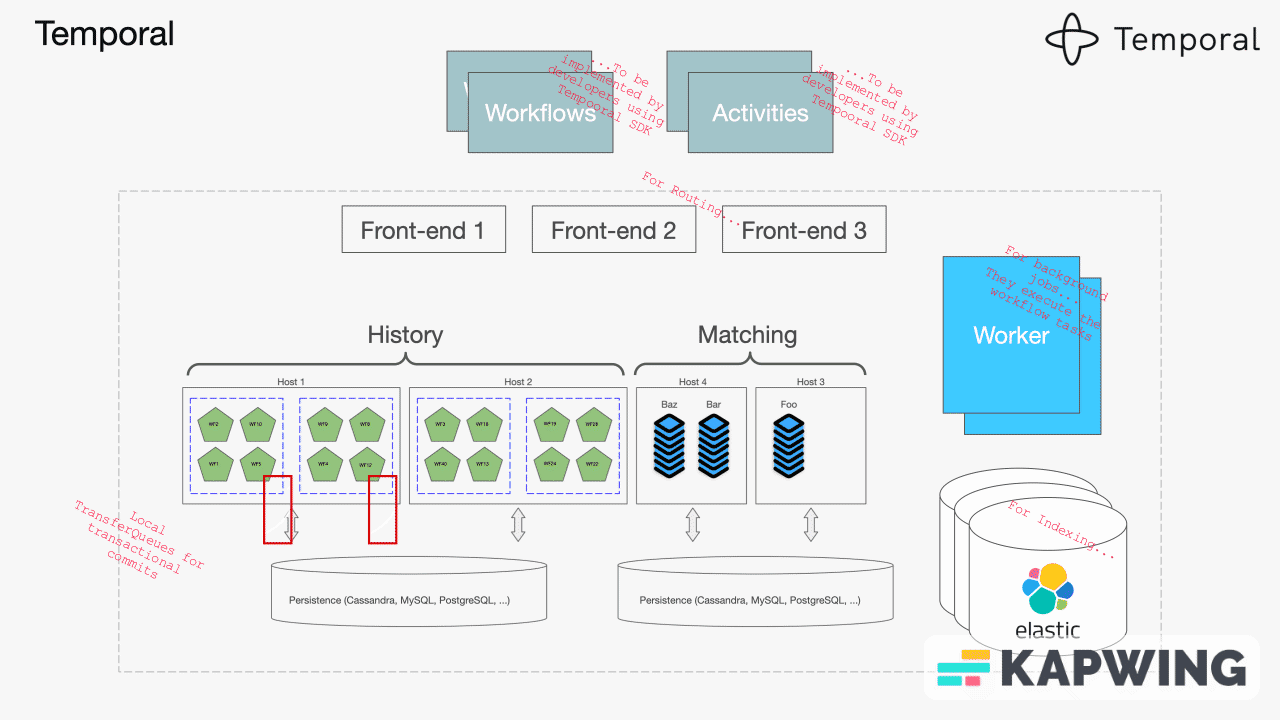 Temporal
Temporal
Workflows
Activities
...To be
implemented by
developers using
Tempooral SDK
...To be
implemented by
developers using
Tempooral SDK
For Routing...
Front-end 1
Front-end 2
Front-end 3
For background
jobs...
They execute the
workflow tasks
Worker
History
Matching
Host 1
Host 2
Host 4
Host 3
Baz
Bar
Foo
WF2
WF10
WF9
WF8
WF3
WF18
WF19
WF28
WF1
WF5
WF4
WF12
WF40
WF13
WF24
WF22
Local
TransferQueues for
transactional
commits
For Indexing...
Persistence (Cassandra, MySQL, PostgreSQL, ...)
Persistence (Cassandra, MySQL, PostgreSQL, ...)
elastic
KAPWING